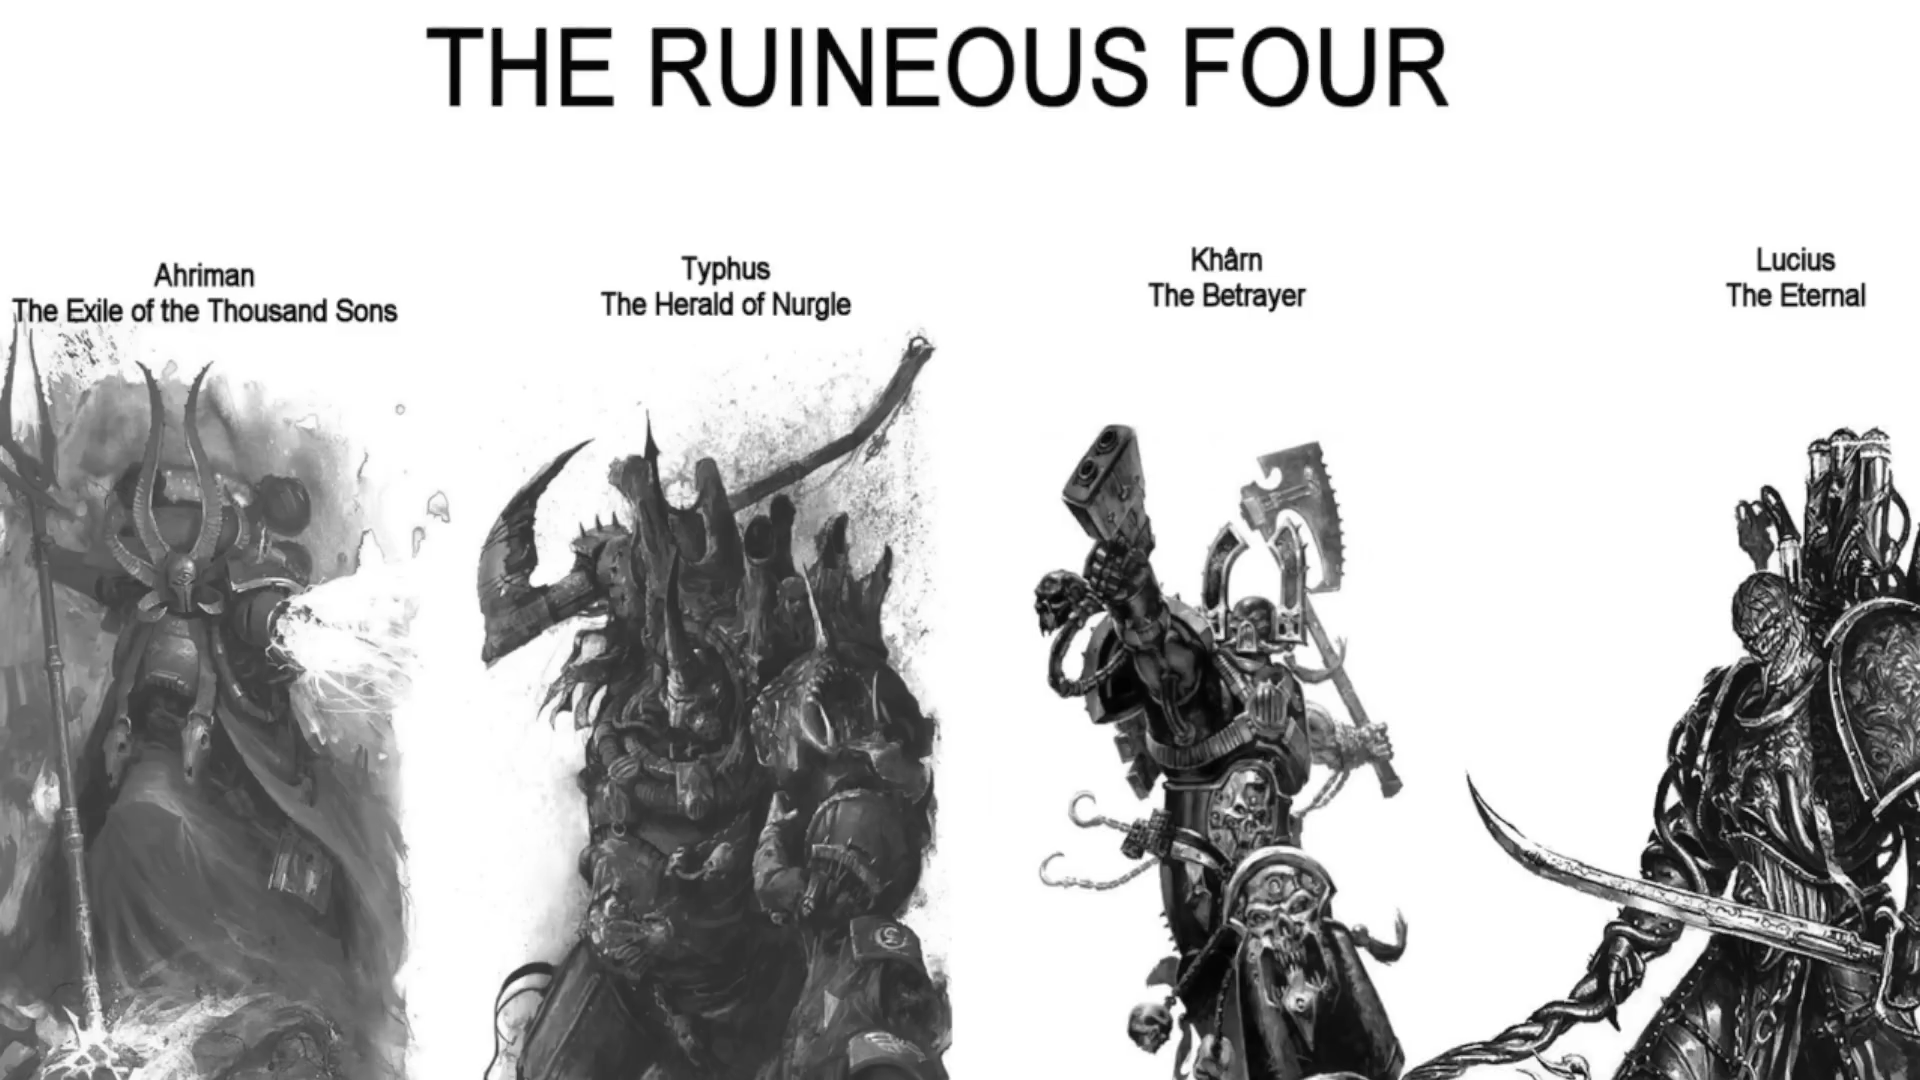 THE RUINEOUS FOUR
Ahriman
The Exile of the Thousand Sons
Typhus
The Herald of Nurgle
Khârn
The Betrayer
Lucius
The Eternal